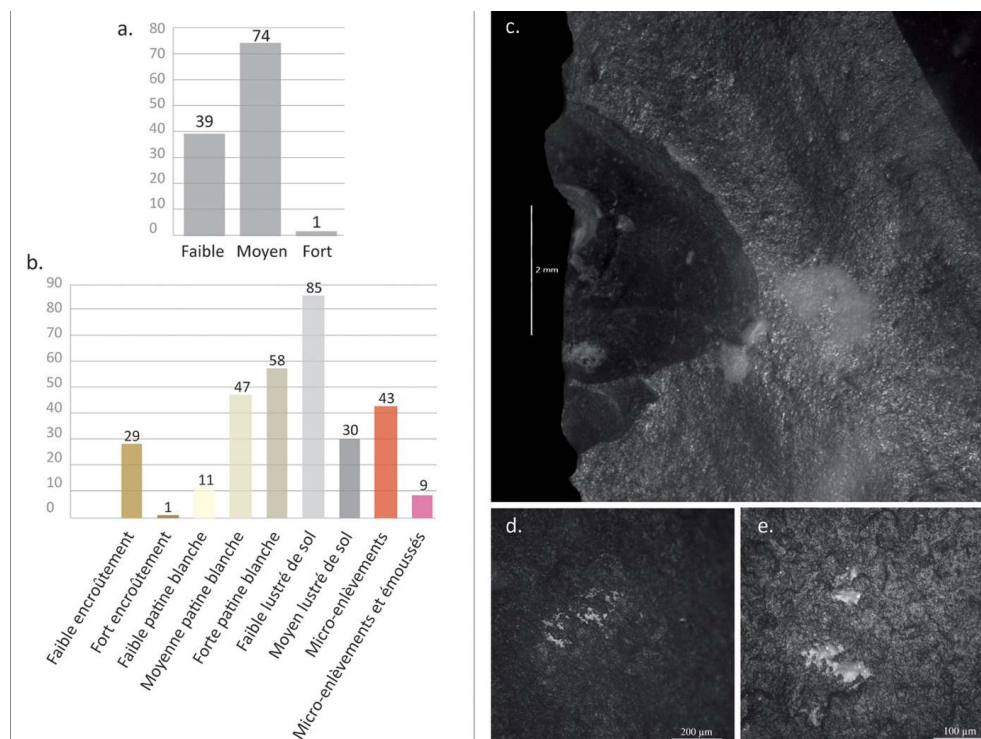 a.
80
70
60
50
40
30
20
10
0
39
74
1
Faible Moyen Fort
b.
90
80
70
60
50
40
30
20
10
0
29
1
11
47
58
85
30
43
9
Faible encroûtement
Fort encroûtement
Faible patine blanche
Moyenne patine blanche
Forte patine blanche
Faible lustré de sol
Moyen lustré de sol
Micro-enlèvements
Micro-enlèvements et émoussés
c.
2 mm
d.
200 µm
e.
100 µm